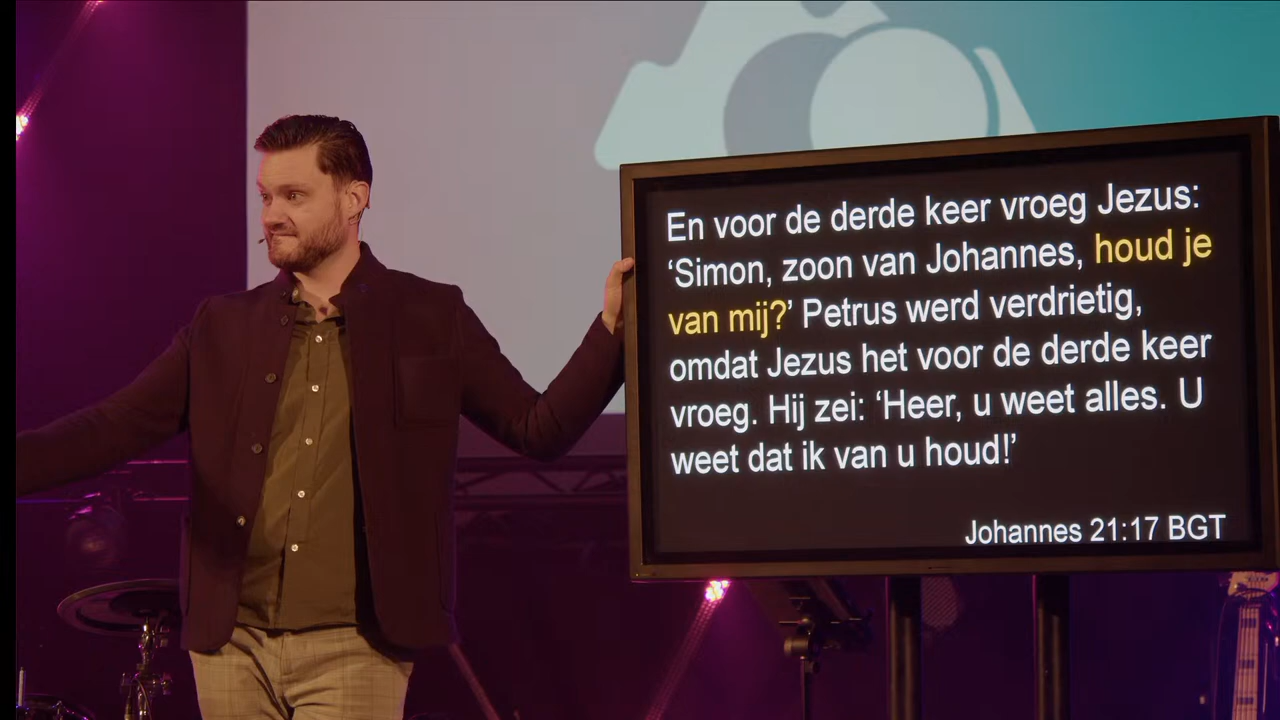 En voor de derde keer vroeg Jezus:
‘Simon, zoon van Johannes, houd je
van mij?’ Petrus werd verdrietig,
omdat Jezus het voor de derde keer
vroeg. Hij zei: ‘Heer, u weet alles. U
weet dat ik van u houd!’
Johannes 21:17 BGT